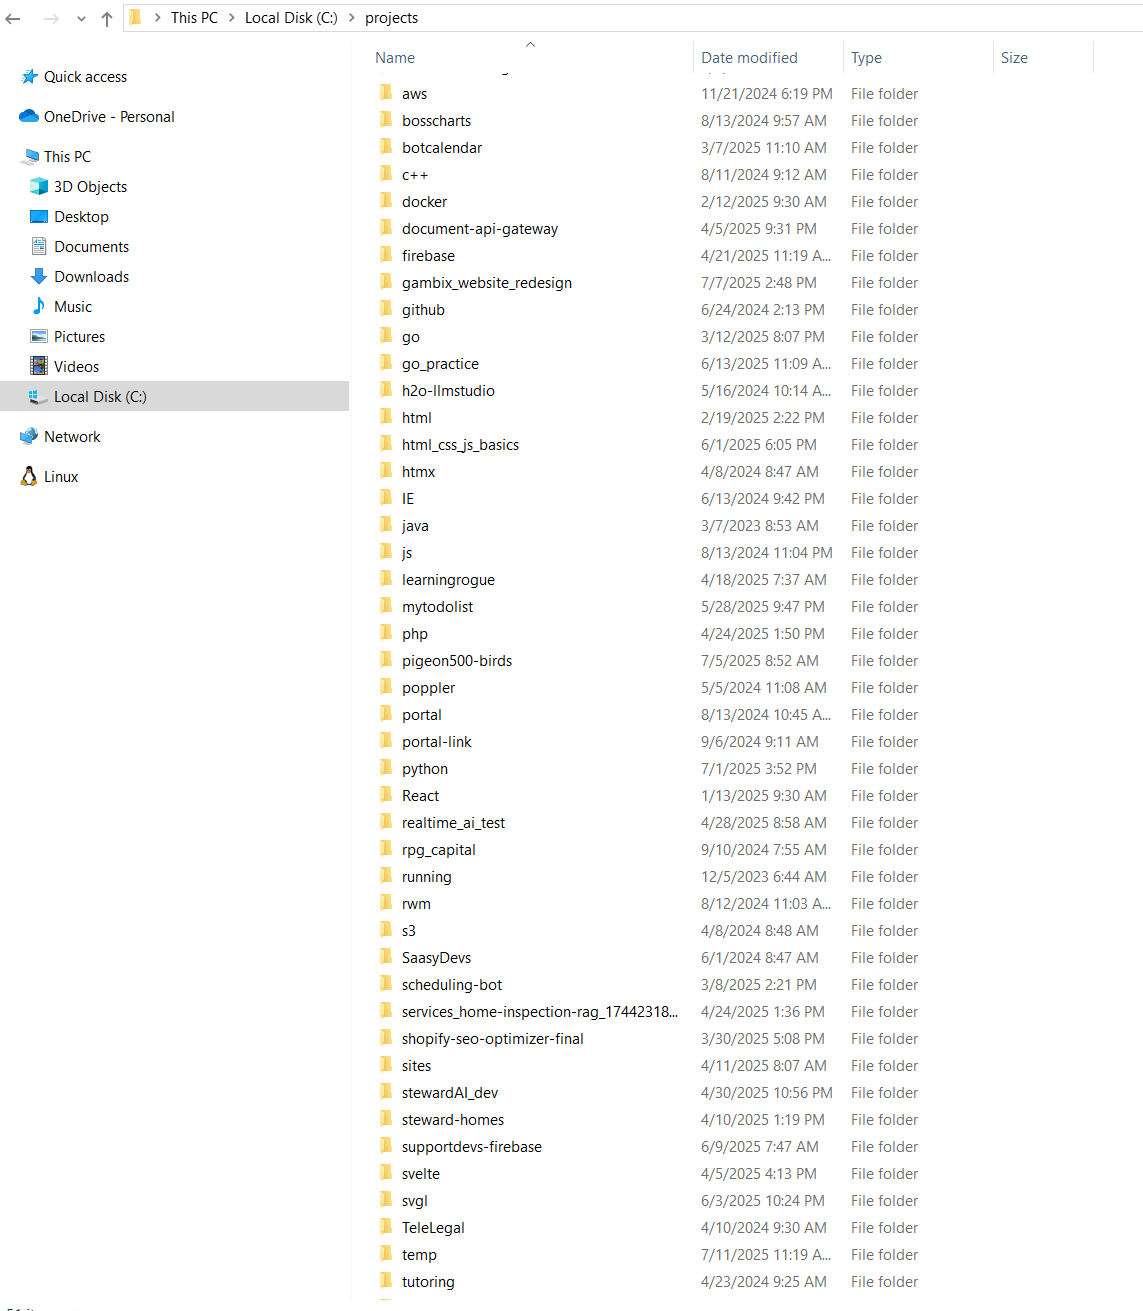 This PC > Local Disk (C:) > projects
Name Date modified Type Size
Quick access
OneDrive - Personal
This PC
3D Objects
Desktop
Documents
Downloads
Music
Pictures
Videos
Local Disk (C:)
Network
Linux
aws 11/21/2024 6:19 PM File folder
bosscharts 8/13/2024 9:57 AM File folder
botcalendar 3/7/2025 11:10 AM File folder
c++ 8/11/2024 9:12 AM File folder
docker 2/12/2025 9:30 AM File folder
document-api-gateway 4/5/2025 9:31 PM File folder
firebase 4/21/2025 11:19 A... File folder
gambix_website_redesign 7/7/2025 2:48 PM File folder
github 6/24/2024 2:13 PM File folder
go 3/12/2025 8:07 PM File folder
go_practice 6/13/2025 11:09 A... File folder
h2o-llmstudio 5/16/2024 10:14 A... File folder
html 2/19/2025 2:22 PM File folder
html_css_js_basics 6/1/2025 6:05 PM File folder
htmx 4/8/2024 8:47 AM File folder
IE 6/13/2024 9:42 PM File folder
java 3/7/2023 8:53 AM File folder
js 8/13/2024 11:04 PM File folder
learningrogue 4/18/2025 7:37 AM File folder
mytodolist 5/28/2025 9:47 PM File folder
php 4/24/2025 1:50 PM File folder
pigeon500-birds 7/5/2025 8:52 AM File folder
poppler 5/5/2024 11:08 AM File folder
portal 8/13/2024 10:45 A... File folder
portal-link 9/6/2024 9:11 AM File folder
python 7/1/2025 3:52 PM File folder
React 1/13/2025 9:30 AM File folder
realtime_ai_test 4/28/2025 8:58 AM File folder
rpg_capital 9/10/2024 7:55 AM File folder
running 12/5/2023 6:44 AM File folder
rwm 8/12/2024 11:03 A... File folder
s3 4/8/2024 8:48 AM File folder
SaasyDevs 6/1/2024 8:47 AM File folder
scheduling-bot 3/8/2025 2:21 PM File folder
services_home-inspection-rag_17442318... 4/24/2025 1:36 PM File folder
shopify-seo-optimizer-final 3/30/2025 5:08 PM File folder
sites 4/11/2025 8:07 AM File folder
stewardAI_dev 4/30/2025 10:56 PM File folder
steward-homes 4/10/2025 1:19 PM File folder
supportdevs-firebase 6/9/2025 7:47 AM File folder
svelte 4/5/2025 4:13 PM File folder
svgl 6/3/2025 10:24 PM File folder
TeleLegal 4/10/2024 9:30 AM File folder
temp 7/11/2025 11:19 A... File folder
tutoring 4/23/2024 9:25 AM File folder